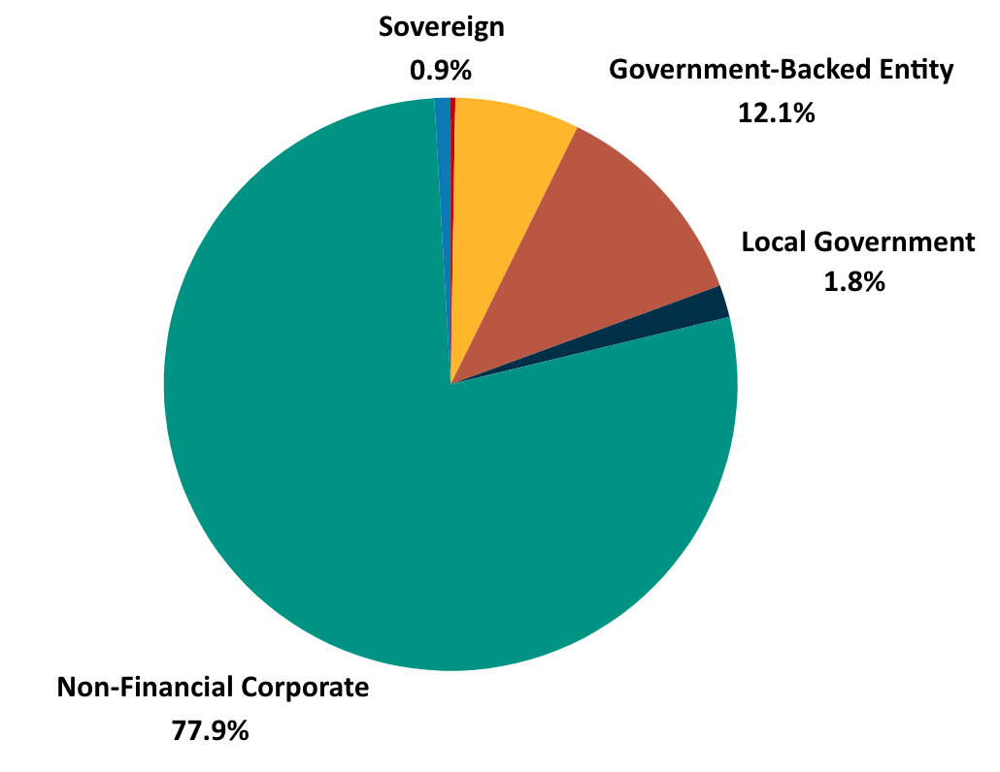 Sovereign
0.9%
Government-Backed Entity
12.1%
Local Government
1.8%
Non-Financial Corporate
77.9%